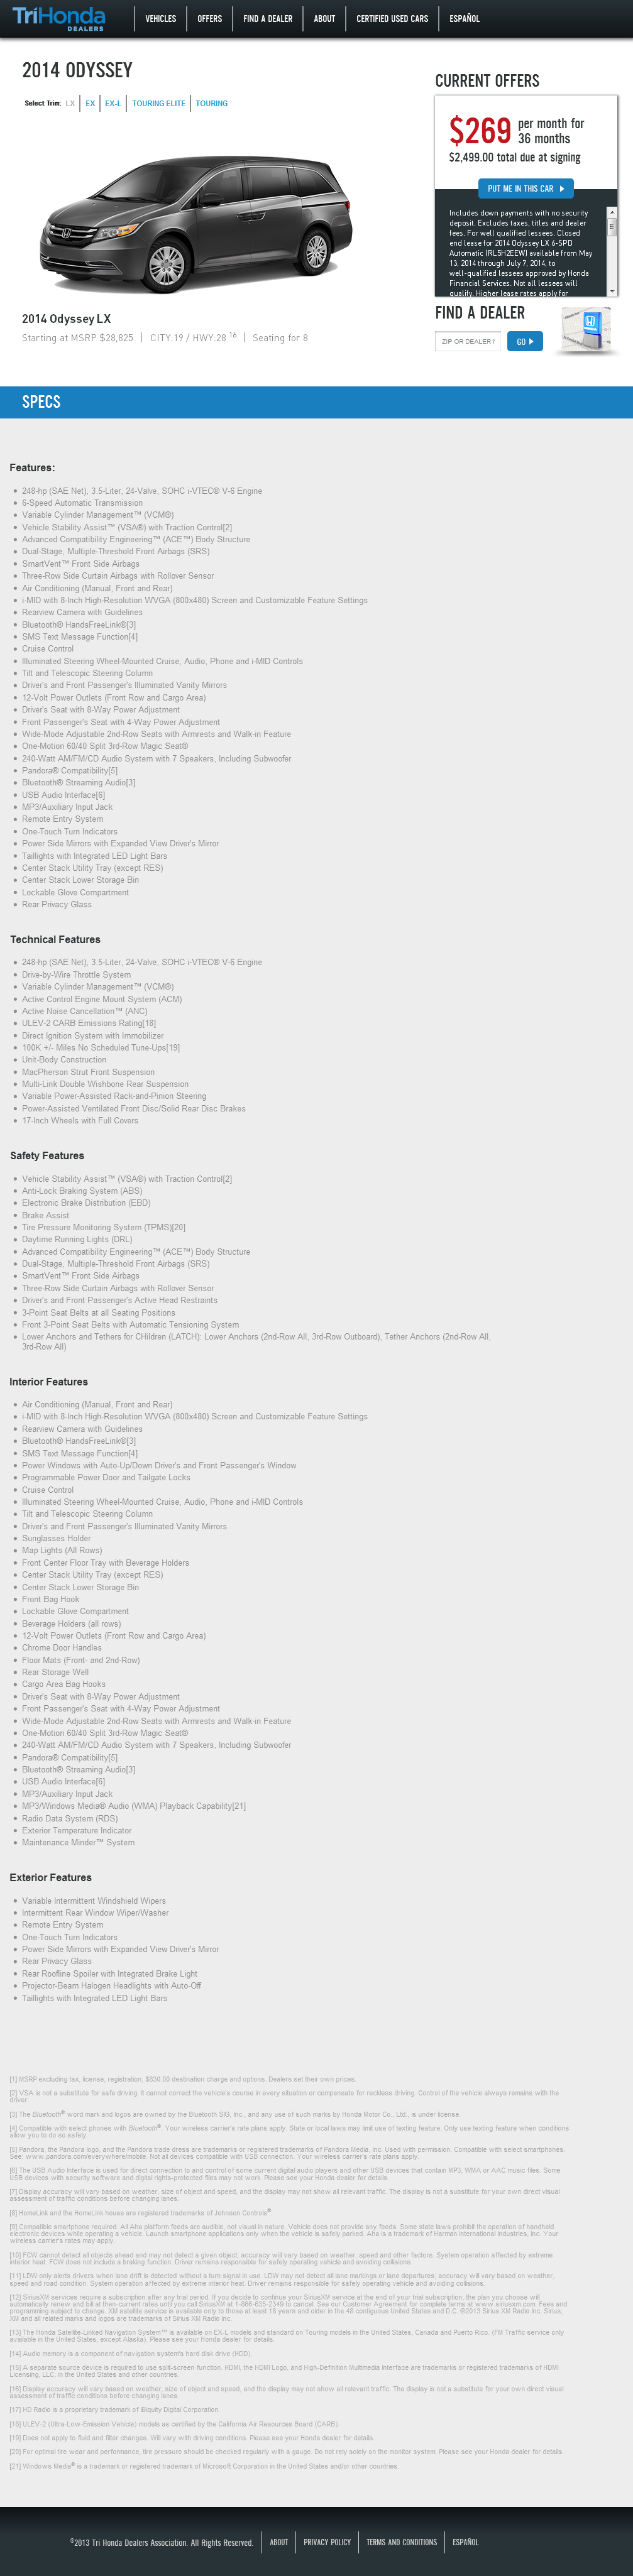 TriHonda
DEALERS
VEHICLES
OFFERS
FIND A DEALER
ABOUT
CERTIFIED USED CARS
ESPAÑOL
2014 ODYSSEY
Select Trim: LX EX EX-L TOURING ELITE TOURING
2014 Odyssey LX
Starting at MSRP $28,825 | CITY.19 / HWY.28 16 | Seating for 8
CURRENT OFFERS
$269 per month for
36 months
$2,499.00 total due at signing
PUT ME IN THIS CAR
Includes down payments with no security
deposit. Excludes taxes, titles and dealer
fees. For well qualified lessees. Closed
end lease for 2014 Odyssey LX 6-SPD
Automatic (RL5H2EEW) available from May
13, 2014 through July 7, 2014, to
well-qualified lessees approved by Honda
Financial Services. Not all lessees will
qualify. Higher lease rates apply for
FIND A DEALER
ZIP OR DEALER
GO
SPECS
Features:
248-hp (SAE Net), 3.5-Liter, 24-Valve, SOHC i-VTEC® V-6 Engine
6-Speed Automatic Transmission
Variable Cylinder Management™ (VCM®)
Vehicle Stability Assist™ (VSA®) with Traction Control[2]
Advanced Compatibility Engineering™ (ACE™) Body Structure
Dual-Stage, Multiple-Threshold Front Airbags (SRS)
SmartVent™ Front Side Airbags
Three-Row Side Curtain Airbags with Rollover Sensor
Air Conditioning (Manual, Front and Rear)
i-MID with 8-Inch High-Resolution WVGA (800x480) Screen and Customizable Feature Settings
Rearview Camera with Guidelines
Bluetooth® HandsFreeLink®[3]
SMS Text Message Function[4]
Cruise Control
Illuminated Steering Wheel-Mounted Cruise, Audio, Phone and i-MID Controls
Tilt and Telescopic Steering Column
Driver's and Front Passenger's Illuminated Vanity Mirrors
12-Volt Power Outlets (Front Row and Cargo Area)
Driver's Seat with 8-Way Power Adjustment
Front Passenger's Seat with 4-Way Power Adjustment
Wide-Mode Adjustable 2nd-Row Seats with Armrests and Walk-in Feature
One-Motion 60/40 Split 3rd-Row Magic Seat®
240-Watt AM/FM/CD Audio System with 7 Speakers, Including Subwoofer
Pandora® Compatibility[5]
Bluetooth® Streaming Audio[3]
USB Audio Interface[6]
MP3/Auxiliary Input Jack
Remote Entry System
One-Touch Turn Indicators
Power Side Mirrors with Expanded View Driver's Mirror
Taillights with Integrated LED Light Bars
Center Stack Utility Tray (except RES)
Center Stack Lower Storage Bin
Lockable Glove Compartment
Rear Privacy Glass
Technical Features
248-hp (SAE Net), 3.5-Liter, 24-Valve, SOHC i-VTEC® V-6 Engine
Drive-by-Wire Throttle System
Variable Cylinder Management™ (VCM®)
Active Control Engine Mount System (ACM)
Active Noise Cancellation™ (ANC)
ULEV-2 CARB Emissions Rating[18]
Direct Ignition System with Immobilizer
100K +/- Miles No Scheduled Tune-Ups[19]
Unit-Body Construction
MacPherson Strut Front Suspension
Multi-Link Double Wishbone Rear Suspension
Variable Power-Assisted Rack-and-Pinion Steering
Power-Assisted Ventilated Front Disc/Solid Rear Disc Brakes
17-Inch Wheels with Full Covers
Safety Features
Vehicle Stability Assist™ (VSA®) with Traction Control[2]
Anti-Lock Braking System (ABS)
Electronic Brake Distribution (EBD)
Brake Assist
Tire Pressure Monitoring System (TPMS)[20]
Daytime Running Lights (DRL)
Advanced Compatibility Engineering™ (ACE™) Body Structure
Dual-Stage, Multiple-Threshold Front Airbags (SRS)
SmartVent™ Front Side Airbags
Three-Row Side Curtain Airbags with Rollover Sensor
Driver's and Front Passenger's Active Head Restraints
3-Point Seat Belts at all Seating Positions
Front 3-Point Seat Belts with Automatic Tensioning System
Lower Anchors and Tethers for CHildren (LATCH): Lower Anchors (2nd-Row All, 3rd-Row Outboard), Tether Anchors (2nd-Row All,
3rd-Row All)
Interior Features
Air Conditioning (Manual, Front and Rear)
i-MID with 8-Inch High-Resolution WVGA (800x480) Screen and Customizable Feature Settings
Rearview Camera with Guidelines
Bluetooth® HandsFreeLink®[3]
SMS Text Message Function[4]
Power Windows with Auto-Up/Down Driver's and Front Passenger's Window
Programmable Power Door and Tailgate Locks
Cruise Control
Illuminated Steering Wheel-Mounted Cruise, Audio, Phone and i-MID Controls
Tilt and Telescopic Steering Column
Driver's and Front Passenger's Illuminated Vanity Mirrors
Sunglasses Holder
Map Lights (All Rows)
Front Center Floor Tray with Beverage Holders
Center Stack Utility Tray (except RES)
Center Stack Lower Storage Bin
Front Bag Hook
Lockable Glove Compartment
Beverage Holders (all rows)
12-Volt Power Outlets (Front Row and Cargo Area)
Chrome Door Handles
Floor Mats (Front- and 2nd-Row)
Rear Storage Well
Cargo Area Bag Hooks
Driver's Seat with 8-Way Power Adjustment
Front Passenger's Seat with 4-Way Power Adjustment
Wide-Mode Adjustable 2nd-Row Seats with Armrests and Walk-in Feature
One-Motion 60/40 Split 3rd-Row Magic Seat®
240-Watt AM/FM/CD Audio System with 7 Speakers, Including Subwoofer
Pandora® Compatibility[5]
Bluetooth® Streaming Audio[3]
USB Audio Interface[6]
MP3/Auxiliary Input Jack
MP3/Windows Media® Audio (WMA) Playback Capability[21]
Radio Data System (RDS)
Exterior Temperature Indicator
Maintenance Minder™ System
Exterior Features
Variable Intermittent Windshield Wipers
Intermittent Rear Window Wiper/Washer
Remote Entry System
One-Touch Turn Indicators
Power Side Mirrors with Expanded View Driver's Mirror
Rear Privacy Glass
Rear Roofline Spoiler with Integrated Brake Light
Projector-Beam Halogen Headlights with Auto-Off
Taillights with Integrated LED Light Bars
[1] MSRP excluding tax, license, registration, $830.00 destination charge and options. Dealers set their own prices.
[2] VSA is not a substitute for safe driving. It cannot correct the vehicle's course in every situation or compensate for reckless driving. Control of the vehicle always remains with the
driver.
[3] The Bluetooth® word mark and logos are owned by the Bluetooth SIG, Inc., and any use of such marks by Honda Motor Co., Ltd., is under license.
[4] Compatible with select phones with Bluetooth®. Your wireless carrier's rate plans apply. State or local laws may limit use of texting feature. Only use texting feature when conditions
allow you to do so safely.
[5] Pandora, the Pandora logo, and the Pandora trade dress are trademarks or registered trademarks of Pandora Media, Inc. Used with permission. Compatible with select smartphones.
See: www.pandora.com/everywhere/mobile. Not all devices compatible with USB connection. Your wireless carrier's rate plans apply.
[6] The USB Audio Interface is used for direct connection to and control of some current digital audio players and other USB devices that contain MP3, WMA or AAC music files. Some
USB devices with security software and digital rights-protected files may not work. Please see your Honda dealer for details.
[7] Display accuracy will vary based on weather, size of object and speed, and the display may not show all relevant traffic. The display is not a substitute for your own direct visual
assessment of traffic conditions before changing lanes.
[8] HomeLink and the HomeLink house are registered trademarks of Johnson Controls®
[9] Compatible smartphone required. All Aha platform feeds are audible, not visual in nature. Vehicle does not provide any feeds. Some state laws prohibit the operation of handheld
electronic devices while operating a vehicle. Launch smartphone applications only when the vehicle is safely parked. Aha is a trademark of Harman International Industries, Inc. Your
wireless carrier's rates may apply.
[10] FCW cannot detect all objects ahead and may not detect a given object; accuracy will vary based on weather, speed and other factors. System operation affected by extreme
interior heat. FCW does not include a braking function. Driver remains responsible for safely operating vehicle and avoiding collisions.
[11] LDW only alerts drivers when lane drift is detected without a turn signal in use. LDW may not detect all lane markings or lane departures; accuracy will vary based on weather,
speed and road condition. System operation affected by extreme interior heat. Driver remains responsible for safely operating vehicle and avoiding collisions.
[12] SiriusXM services require a subscription after any trial period. If you decide to continue your SiriusXM service at the end of your trial subscription, the plan you choose will
automatically renew and bill at then-current rates until you call SiriusXM at 1-866-635-2349 to cancel. See our Customer Agreement for complete terms at www.siriusxm.com. Fees and
programming subject to change. XM satellite service is available only to those at least 18 years and older in the 48 contiguous United States and D.C. ©2013 Sirius XM Radio Inc. Sirius,
XM and all related marks and logos are trademarks of Sirius XM Radio Inc.
[13] The Honda Satellite-Linked Navigation System™ is available on EX-L models and standard on Touring models in the United States, Canada and Puerto Rico. (FM Traffic service only
available in the United States, except Alaska). Please see your Honda dealer for details.
[14] Audio memory is a component of navigation system's hard disk drive (HDD).
[15] A separate source device is required to use split-screen function. HDMI, the HDMI Logo, and High-Definition Multimedia Interface are trademarks or registered trademarks of HDMI
Licensing, LLC, in the United States and other countries.
[16] Display accuracy will vary based on weather, size of object and speed, and the display may not show all relevant traffic. The display is not a substitute for your own direct visual
assessment of traffic conditions before changing lanes.
[17] HD Radio is a proprietary trademark of iBiquity Digital Corporation.
[18] ULEV-2 (Ultra-Low-Emission Vehicle) models as certified by the California Air Resources Board (CARB).
[19] Does not apply to fluid and filter changes. Will vary with driving conditions. Please see your Honda dealer for details.
[20] For optimal tire wear and performance, tire pressure should be checked regularly with a gauge. Do not rely solely on the monitor system. Please see your Honda dealer for details.
[21] Windows Media® is a trademark or registered trademark of Microsoft Corporation in the United States and/or other countries.
®2013 Tri Honda Dealers Association. All Rights Reserved.
ABOUT
PRIVACY POLICY
TERMS AND CONDITIONS
ESPAÑOL